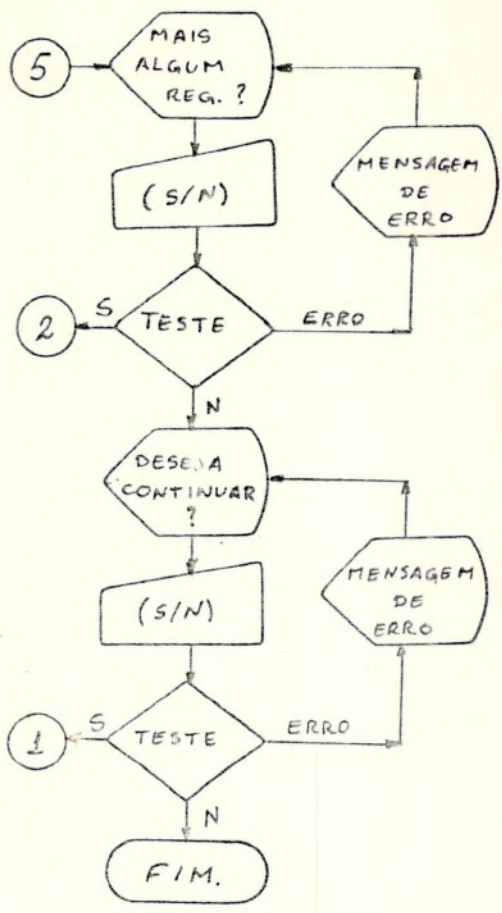 5
MAIS
ALGUM
REG. ?
MENSAGEM
DE
ERRO
(S/N)
S
2
TESTE
ERRO
N
DESEJA
CONTINUAR
?
MENSAGEM
DE
ERRO
(S/N)
S
1
TESTE
ERRO
N
FIM.